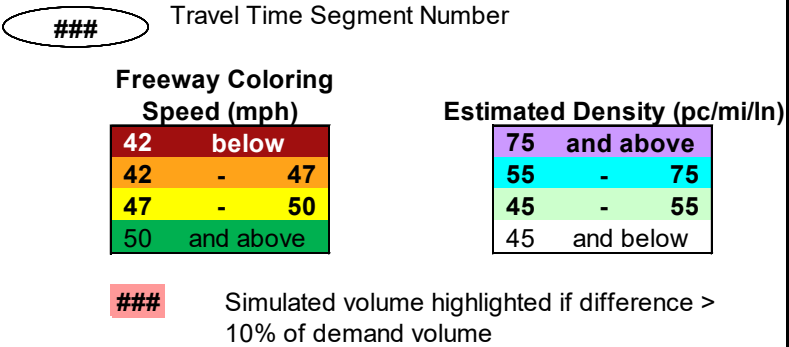 ### Travel Time Segment Number
Freeway Coloring
Speed (mph) Estimated Density (pc/mi/ln)
42 below 75 and above
42 - 47 55 - 75
47 - 50 45 - 55
50 and above 45 and below
### Simulated volume highlighted if difference >
10% of demand volume